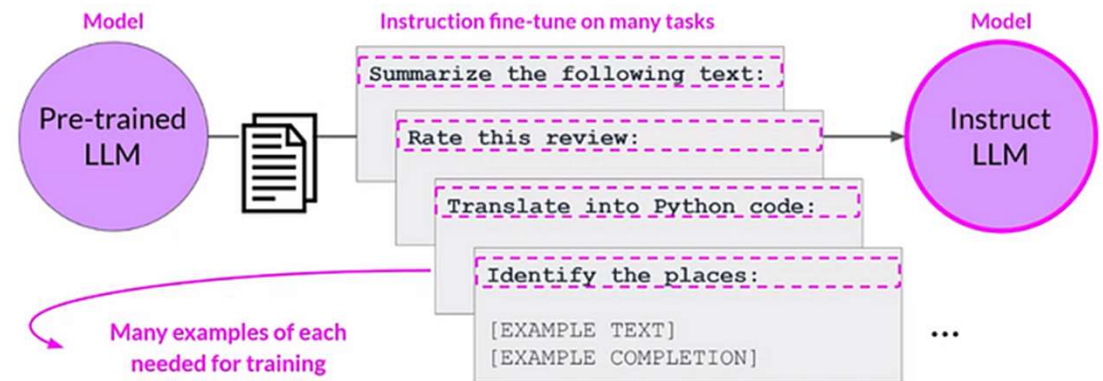 Model
Instruction fine-tune on many tasks
Model
Pre-trained
LLM
Summarize the following text:
Rate this review:
Translate into Python code:
Identify the places:
[EXAMPLE TEXT]
[EXAMPLE COMPLETION]
...
Instruct
LLM
Many examples of each
needed for training